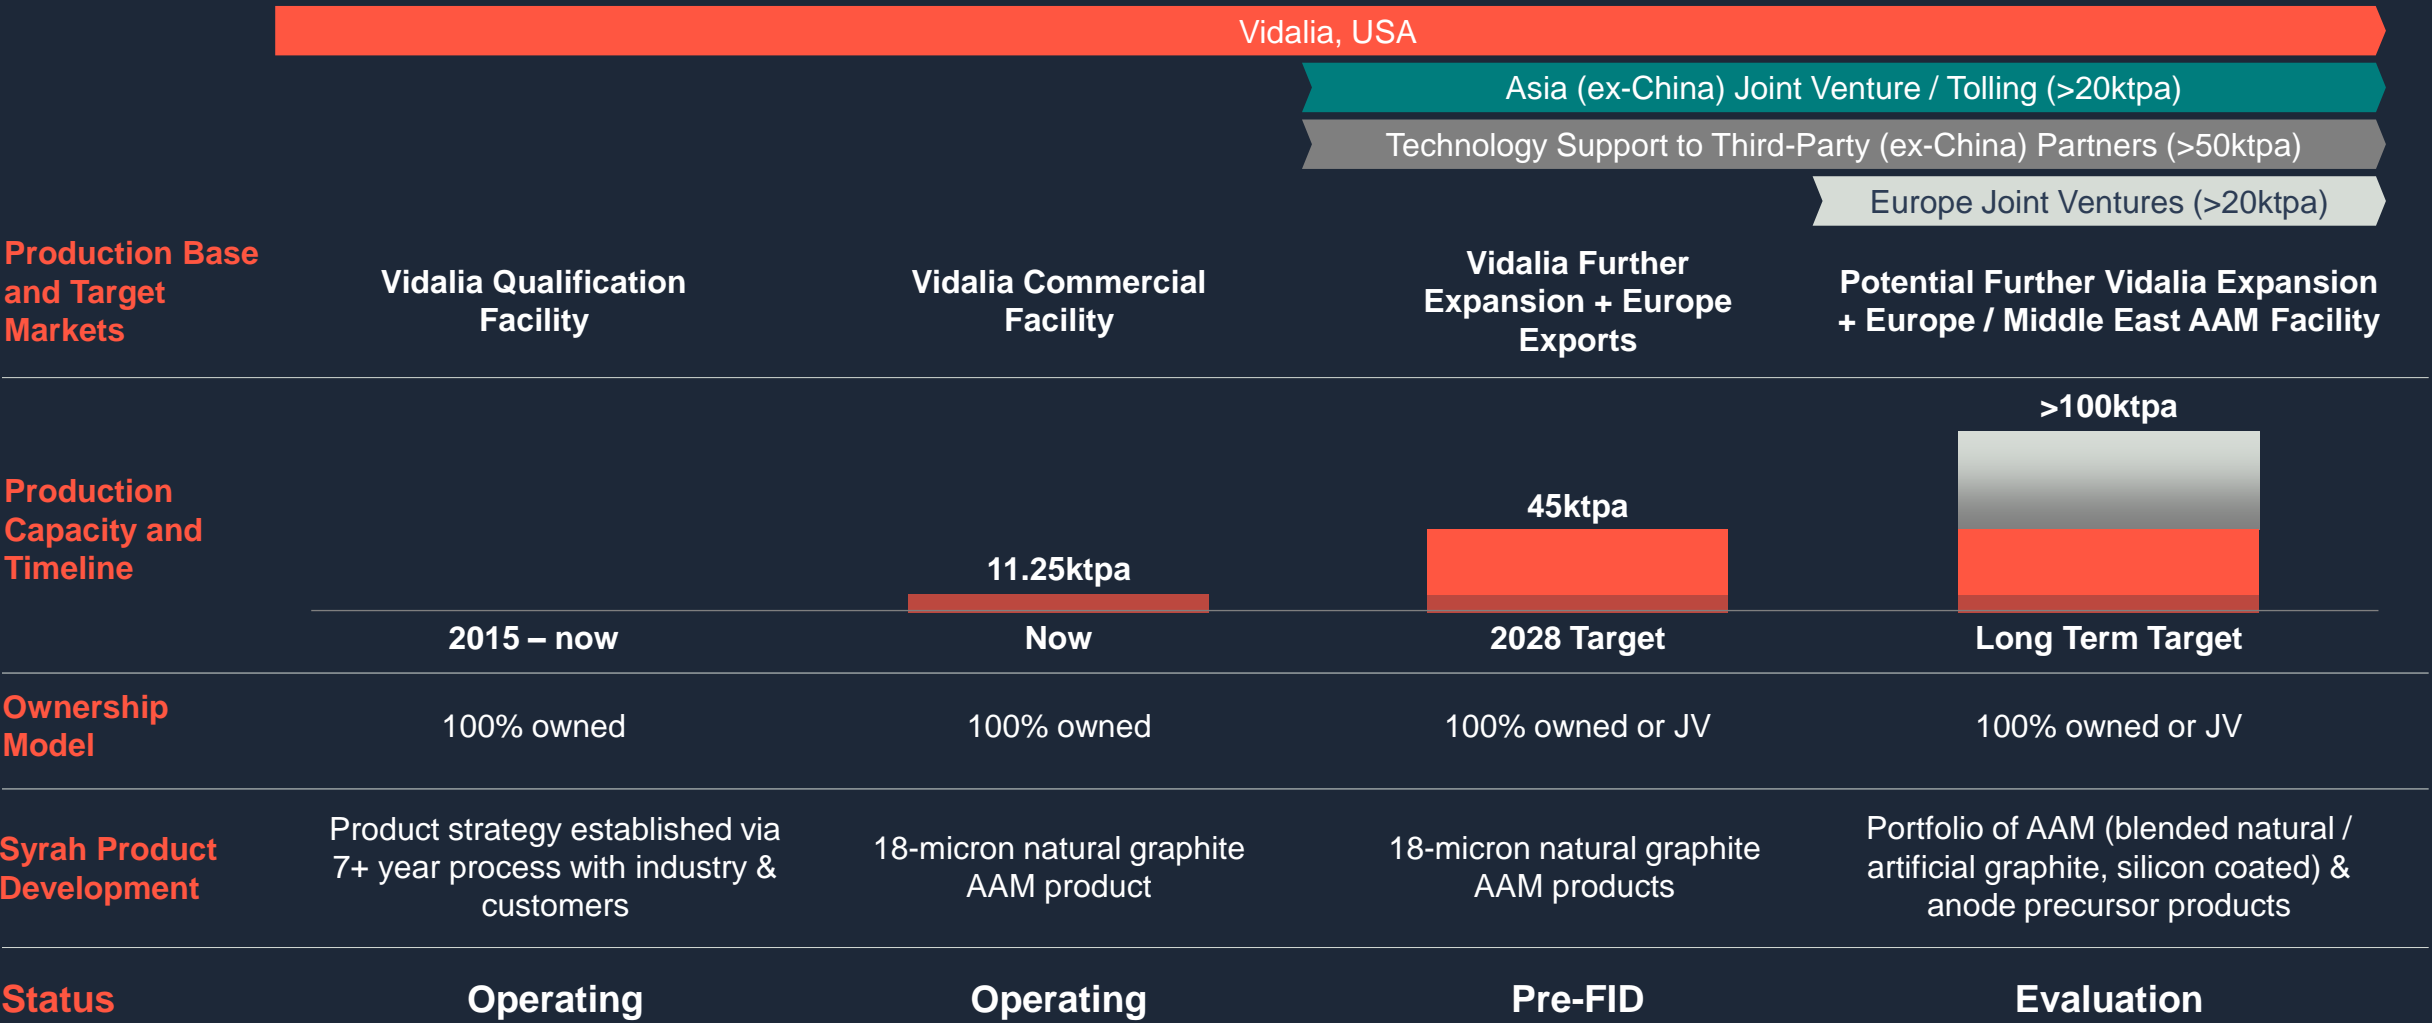 Vidalia, USA
Asia (ex-China) Joint Venture / Tolling (>20ktpa)
Technology Support to Third-Party (ex-China) Partners (>50ktpa)
Europe Joint Ventures (>20ktpa)
Production Base
and Target
Markets
Vidalia Qualification
Facility
Vidalia Commercial
Facility
Vidalia Further
Expansion + Europe
Exports
Potential Further Vidalia Expansion
+ Europe / Middle East AAM Facility
Production
Capacity and
Timeline
11.25ktpa
45ktpa
>100ktpa
2015 – now
Now
2028 Target
Long Term Target
Ownership
Model
100% owned
100% owned
100% owned or JV
100% owned or JV
Syrah Product
Development
Product strategy established via
7+ year process with industry &
customers
18-micron natural graphite
AAM product
18-micron natural graphite
AAM products
Portfolio of AAM (blended natural /
artificial graphite, silicon coated) &
anode precursor products
Status
Operating
Operating
Pre-FID
Evaluation